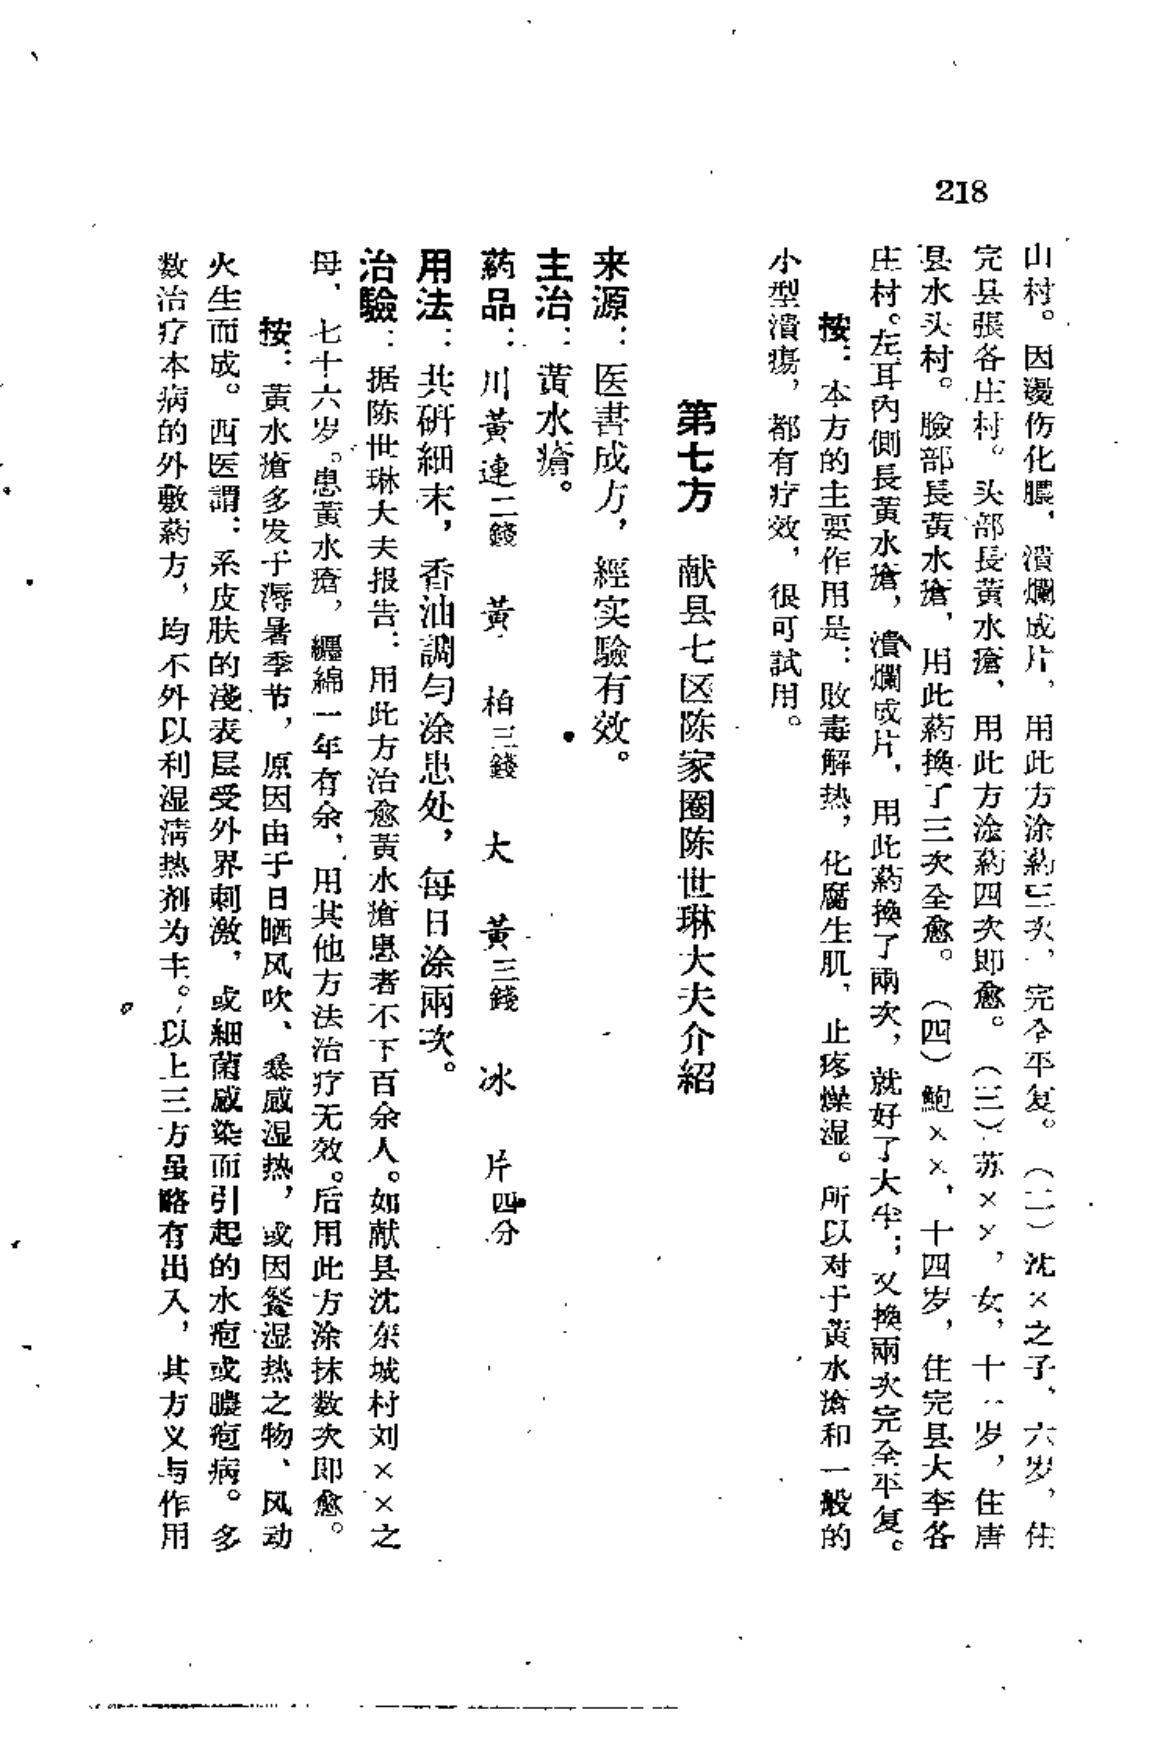 218
山村。因燙伤化膿，潰爛成片，用此方涂葯三次，完全平复。（二）沈×之子，六岁，住
完县張各庄村。头部長黃水瘡，用此方涂葯四次即愈。（三）苏××，女，十岁，住唐
县水头村。臉部長黃水瘡，用此葯換了三次全愈。（四）鮑××，十四岁，住完县大李各
庄村。左耳內側長黃水瘡，潰爛成片，用此葯換了兩次，就好了大半；又換兩次完全平复。
按：本方的主要作用是：敗毒解热，化腐生肌，止疼燥湿。所以对于黃水瘡和一般的
小型潰瘍，都有疗效，很可試用。
第七方　献县七区陈家圈陈世琳大夫介紹
来源：医書成方，經实驗有效。
主治：黃水瘡。
葯品：川黃連二錢　黃柏三錢　大黃三錢　冰片四分
用法：共研細末，香油調勻涂患处，每日涂兩次。
治驗：据陈世琳大夫报告：用此方治愈黃水瘡患者不下百余人。如献县沈东城村刘××之
母，七十六岁。患黃水瘡，纏綿一年有余，用其他方法治疗无效。后用此方涂抹数次即愈。
按：黃水瘡多发于溽暑季节，原因由于日晒风吹、暴感湿热，或因餐湿热之物、风动
火生而成。西医謂：系皮肤的淺表层受外界刺激，或細菌感染而引起的水疱或膿疱病。多
数治疗本病的外敷葯方，均不外以利湿淸热剂为主。以上三方虽略有出入，其方义与作用